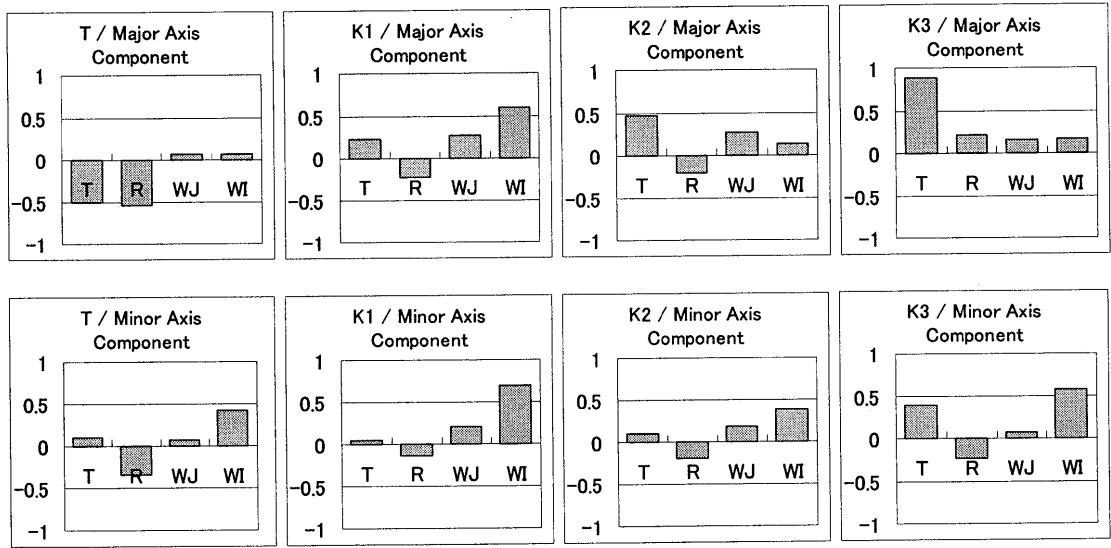 T / Major Axis
Component
1
0.5
0
-0.5
-1
T R WJ WI
K1 / Major Axis
Component
1
0.5
0
-0.5
-1
T R WJ WI
K2 / Major Axis
Component
1
0.5
0
-0.5
-1
T R WJ WI
K3 / Major Axis
Component
1
0.5
0
-0.5
-1
T R WJ WI
T / Minor Axis
Component
1
0.5
0
-0.5
-1
T R WJ WI
K1 / Minor Axis
Component
1
0.5
0
-0.5
-1
T R WJ WI
K2 / Minor Axis
Component
1
0.5
0
-0.5
-1
T R WJ WI
K3 / Minor Axis
Component
1
0.5
0
-0.5
-1
T R WJ WI